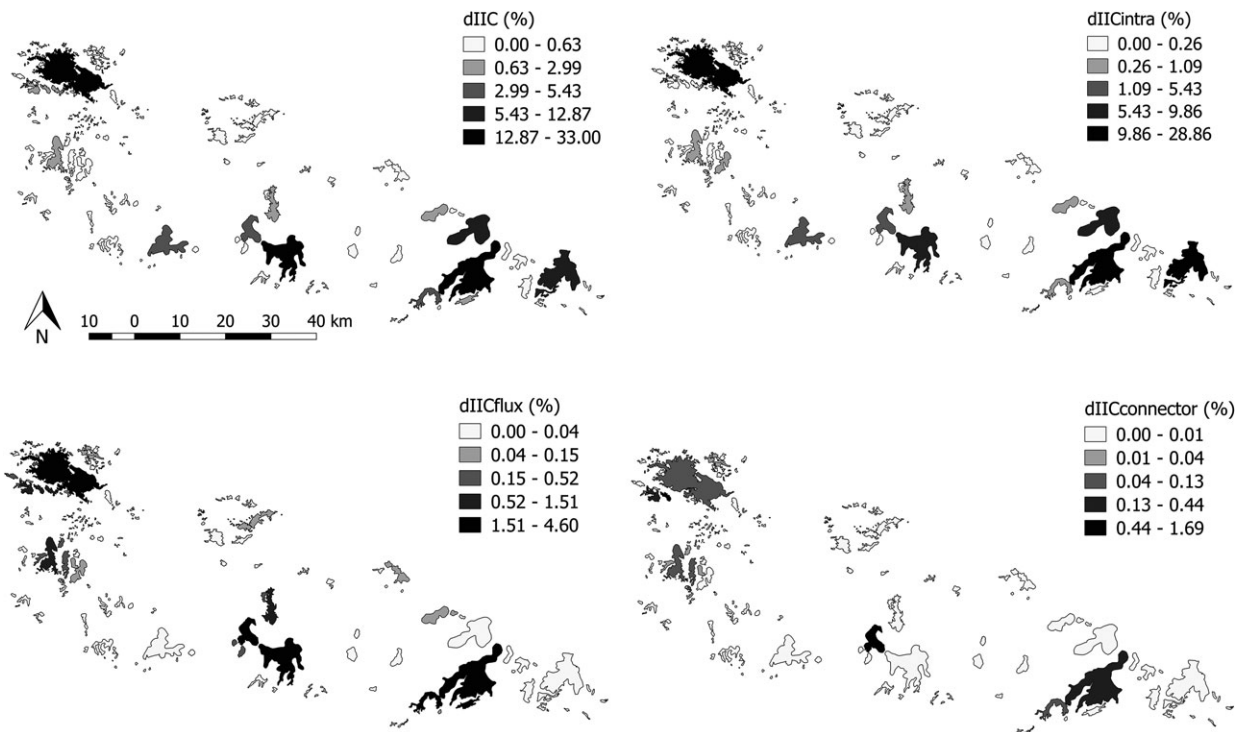 dIIC (%)
0.00 - 0.63
0.63 - 2.99
2.99 - 5.43
5.43 - 12.87
12.87 - 33.00
dIICintra (%)
0.00 - 0.26
0.26 - 1.09
1.09 - 5.43
5.43 - 9.86
9.86 - 28.86
N
10 0 10 20 30 40 km
dIICflux (%)
0.00 - 0.04
0.04 - 0.15
0.15 - 0.52
0.52 - 1.51
1.51 - 4.60
dIICconnector (%)
0.00 - 0.01
0.01 - 0.04
0.04 - 0.13
0.13 - 0.44
0.44 - 1.69